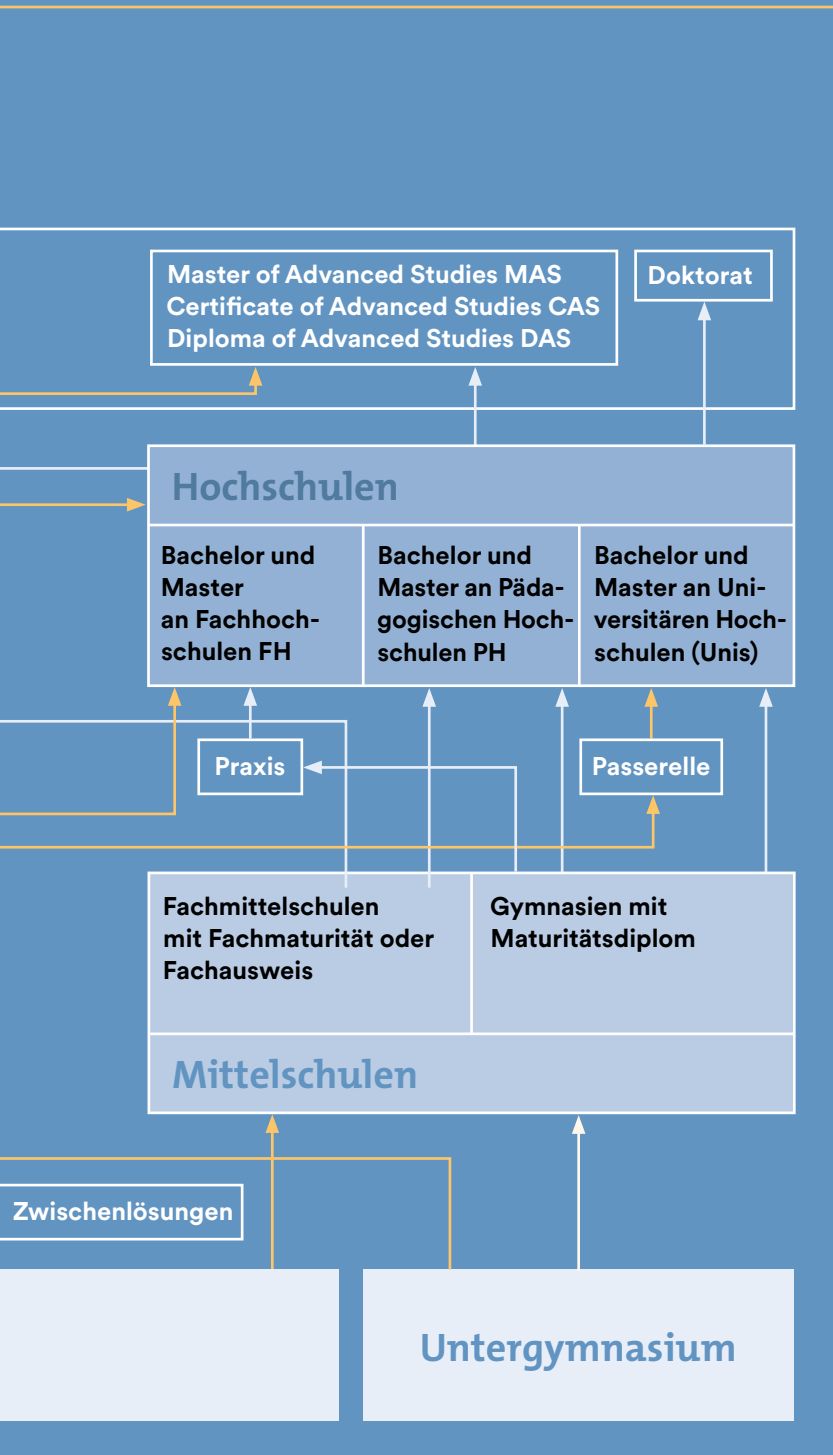 Master of Advanced Studies MAS
Certificate of Advanced Studies CAS
Diploma of Advanced Studies DAS
Doktorat
Hochschulen
Bachelor und
Master
an Fachhoch-
schulen FH
Bachelor und
Master an Päda-
gogischen Hoch-
schulen PH
Bachelor und
Master an Uni-
versitären Hoch-
schulen (Unis)
Praxis
Passerelle
Fachmittelschulen
mit Fachmaturität oder
Fachausweis
Gymnasien mit
Maturitätsdiplom
Mittelschulen
Zwischenlösungen
Untergymnasium